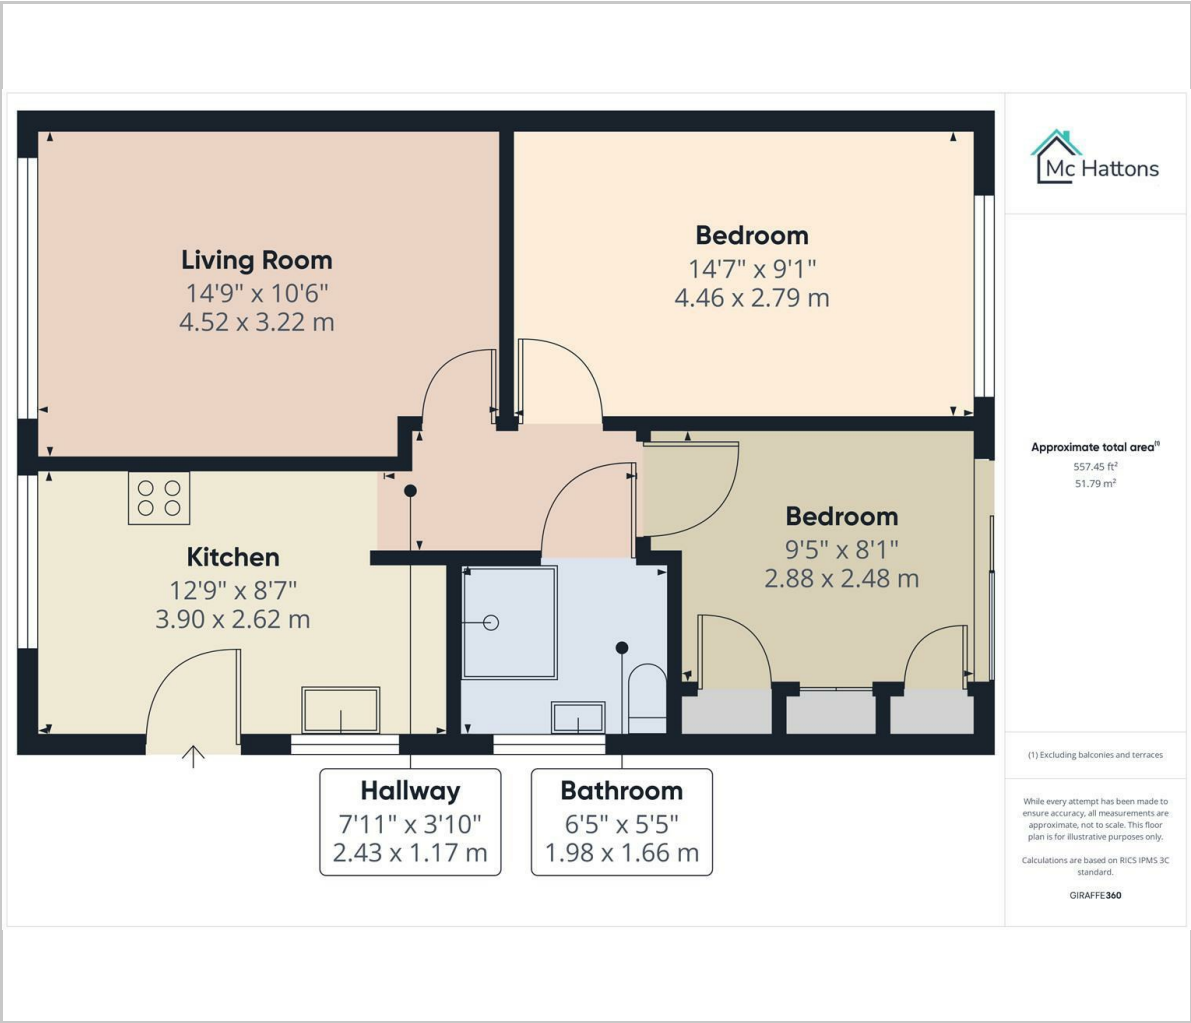 Mc Hattons
Living Room
14'9" x 10'6"
4.52 x 3.22 m
Bedroom
14'7" x 9'1"
4.46 x 2.79 m
Kitchen
12'9" x 8'7"
3.90 x 2.62 m
Bedroom
9'5" x 8'1"
2.88 x 2.48 m
Hallway
7'11" x 3'10"
2.43 x 1.17 m
Bathroom
6'5" x 5'5"
1.98 x 1.66 m
Approximate total area(1)
557.45 ft²
51.79 m²
(1) Excluding balconies and terraces
While every attempt has been made to
ensure accuracy, all measurements are
approximate, not to scale. This floor
plan is for illustrative purposes only.
Calculations are based on RICS IPMS 3C
standard.
GIRAFFE360